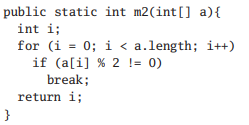 public static int m2(int[] a){
  int i;
  for (i = 0; i < a.length; i++)
    if (a[i] % 2 != 0)
      break;
  return i;
}